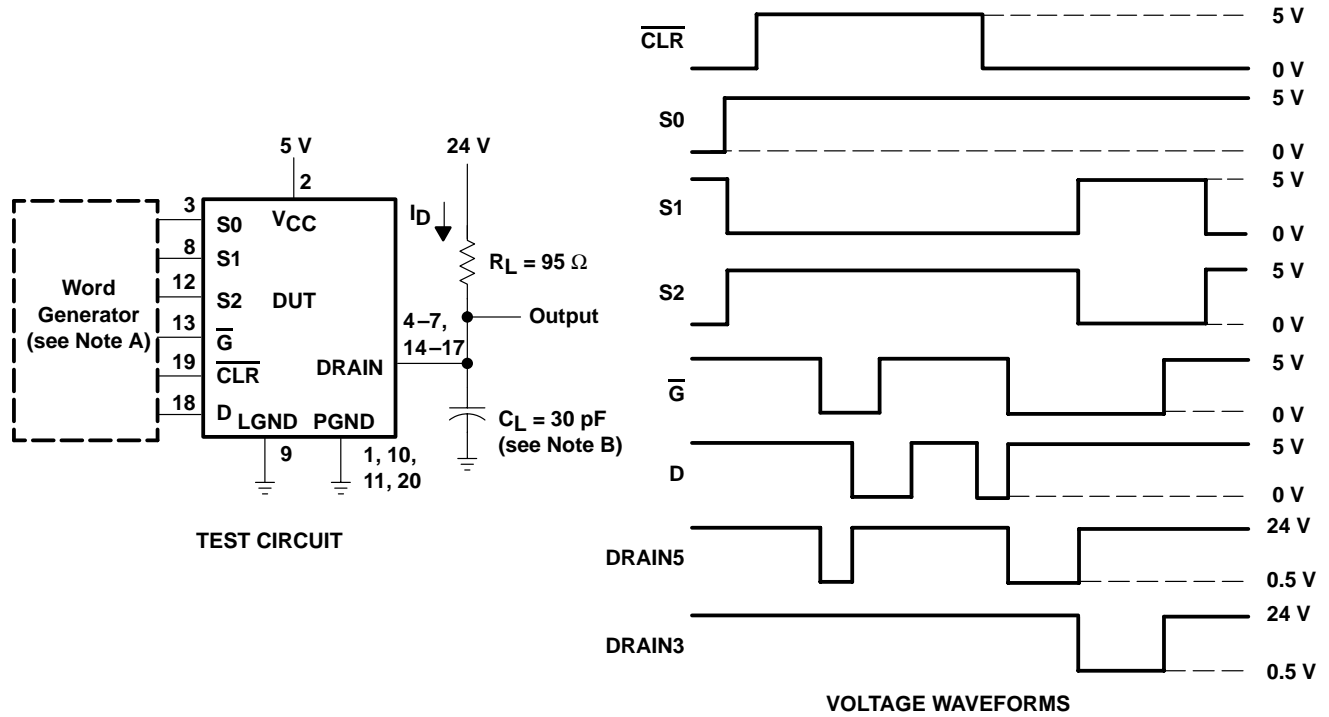 5 V
24 V
2
3
8
12
13
19
18
Word
Generator
(see Note A)
S0
S1
S2
G
CLR
D
VCC
DUT
DRAIN
LGND
PGND
ID
RL = 95 Ω
Output
4–7,
14–17
CL = 30 pF
(see Note B)
9
1, 10,
11, 20
TEST CIRCUIT
CLR
5 V
0 V
S0
5 V
0 V
S1
5 V
0 V
S2
5 V
0 V
G
5 V
0 V
D
5 V
0 V
DRAIN5
24 V
0.5 V
DRAIN3
24 V
0.5 V
VOLTAGE WAVEFORMS